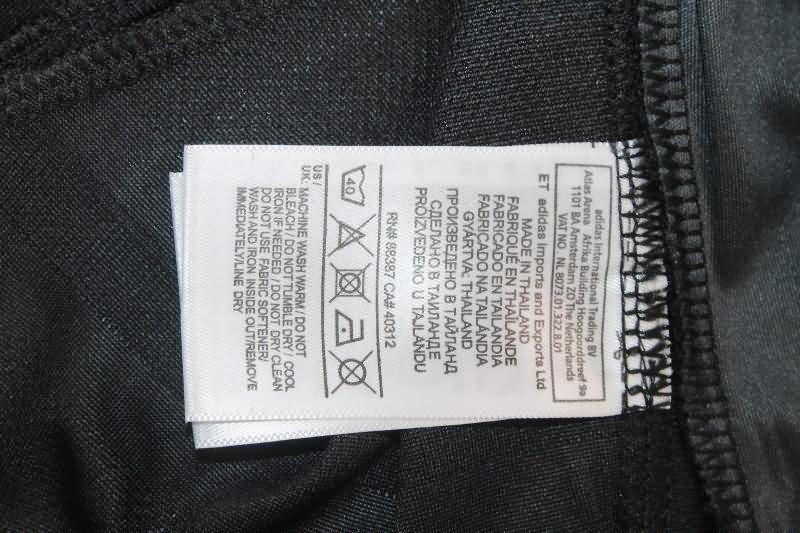 adidas International Trading BV
Atlas Arena / Afrika Building Hoogoorddreef 9a
1101 BA Amsterdam ZO The Netherlands
VAT NO. NL 8073.01.322.8.01
ET adidas Imports and Exports Ltd
MADE IN THAILAND
FABRIQUÉ EN THAÏLANDE
FABRICADO EN TAILANDIA
FABRICADO NA TAILÂNDIA
GYÁRTVA: THAILAND
ПРОИЗВЕДЕНО В ТАЙЛАНД
СДЕЛАНО В ТАИЛАНДЕ
PROIZVEDENO U TAJLANDU
RN# 88387 CA# 40312
40
US /
UK: MACHINE WASH WARM / DO NOT
BLEACH / DO NOT TUMBLE DRY / COOL
IRON IF NEEDED / DO NOT DRY CLEAN
DO NOT USE FABRIC SOFTENER/
WASH AND IRON INSIDE OUT/REMOVE
IMMEDIATELY/LINE DRY